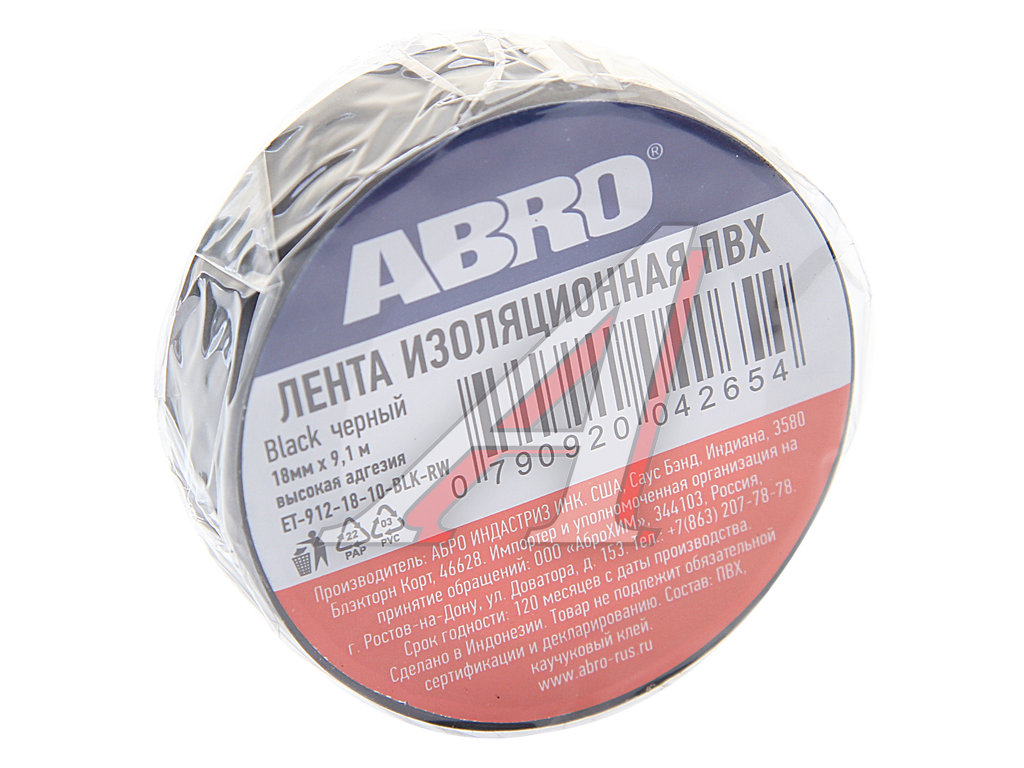 ABRO®
ЛЕНТА ИЗОЛЯЦИОННАЯ ПВХ
Black черный
18мм x 9,1 м
высокая адгезия
ET-912-18-10-BLK-RW
0 790920 042654
22
PAP
03
PVC
Производитель: АБРО ИНДАСТРИЗ ИНК. США, Саус Бэнд, Индиана, 3580
Блэкторн Корт, 46628. Импортер и уполномоченная организация на
принятие обращений: ООО «АброХИМ», 344103, Россия,
г. Ростов-на-Дону, ул. Доватора, д. 153. Тел.: +7(863) 207-78-78.
Срок годности: 120 месяцев с даты производства.
Сделано в Индонезии. Товар не подлежит обязательной
сертификации и декларированию. Состав: ПВХ,
каучуковый клей.
www.abro-rus.ru